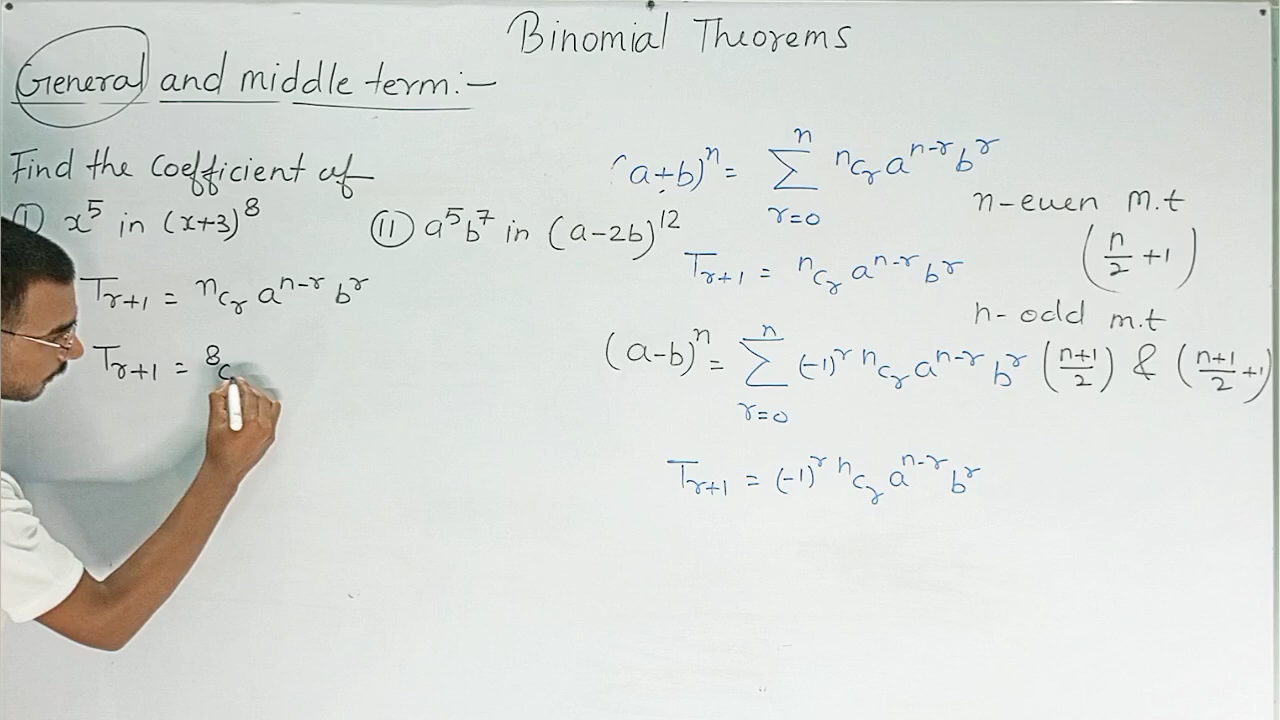 Binomial Theorems
General and middle term:-
Find the coefficient of
Ⓘ x⁵ in (x+3)⁸
ⓘⓘ a⁵b⁷ in (a-2b)¹²
Tᵣ₊₁ = ⁿCᵣ aⁿ⁻ʳ bʳ
Tᵣ₊₁ = ⁸C
(a+b)ⁿ = ∑ ⁿCᵣ aⁿ⁻ʳ bʳ
n
r=0
Tᵣ₊₁ = ⁿCᵣ aⁿ⁻ʳ bʳ
(a-b)ⁿ = ∑ (-1)ʳ ⁿCᵣ aⁿ⁻ʳ bʳ
n
r=0
Tᵣ₊₁ = (-1)ʳ ⁿCᵣ aⁿ⁻ʳ bʳ
n-even m.t
(n/2 +1)
n-odd m.t
(n+1/2) & (n+1/2 +1)